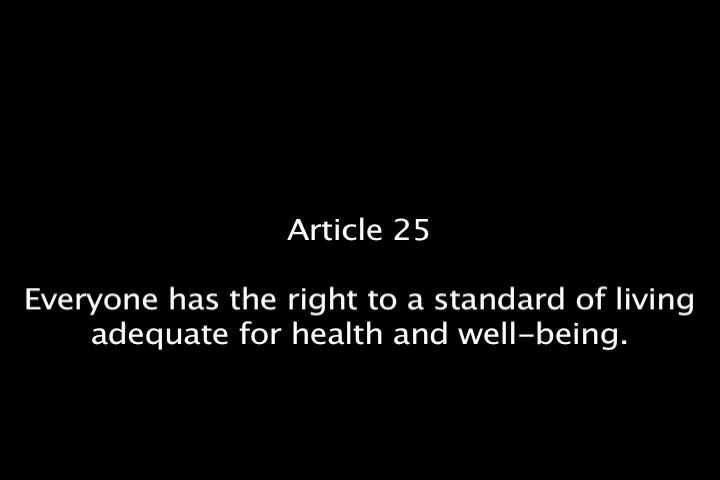 Article 25
Everyone has the right to a standard of living
adequate for health and well–being.